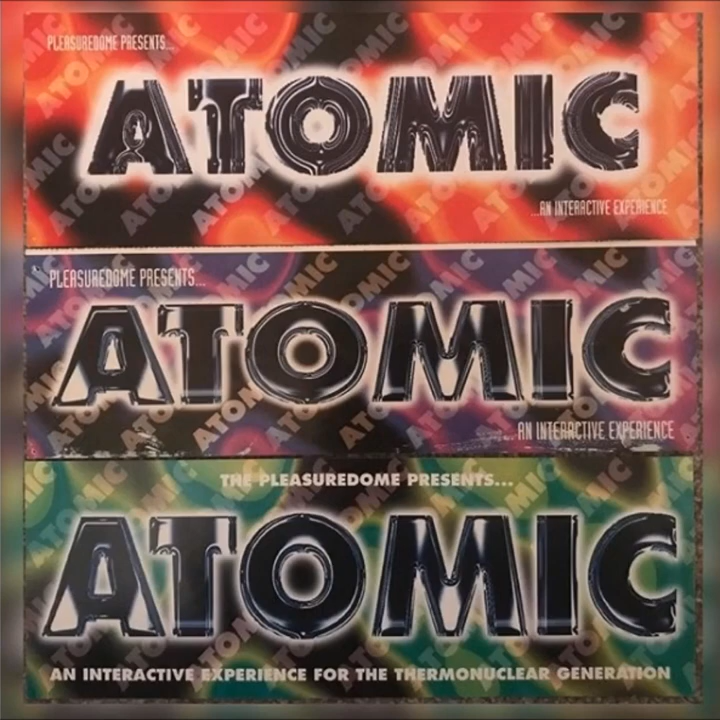 PLEASUREDOME PRESENTS...
ATOMIC
...AN INTERACTIVE EXPERIENCE
PLEASUREDOME PRESENTS...
ATOMIC
...AN INTERACTIVE EXPERIENCE
THE PLEASUREDOME PRESENTS...
ATOMIC
AN INTERACTIVE EXPERIENCE FOR THE THERMONUCLEAR GENERATION